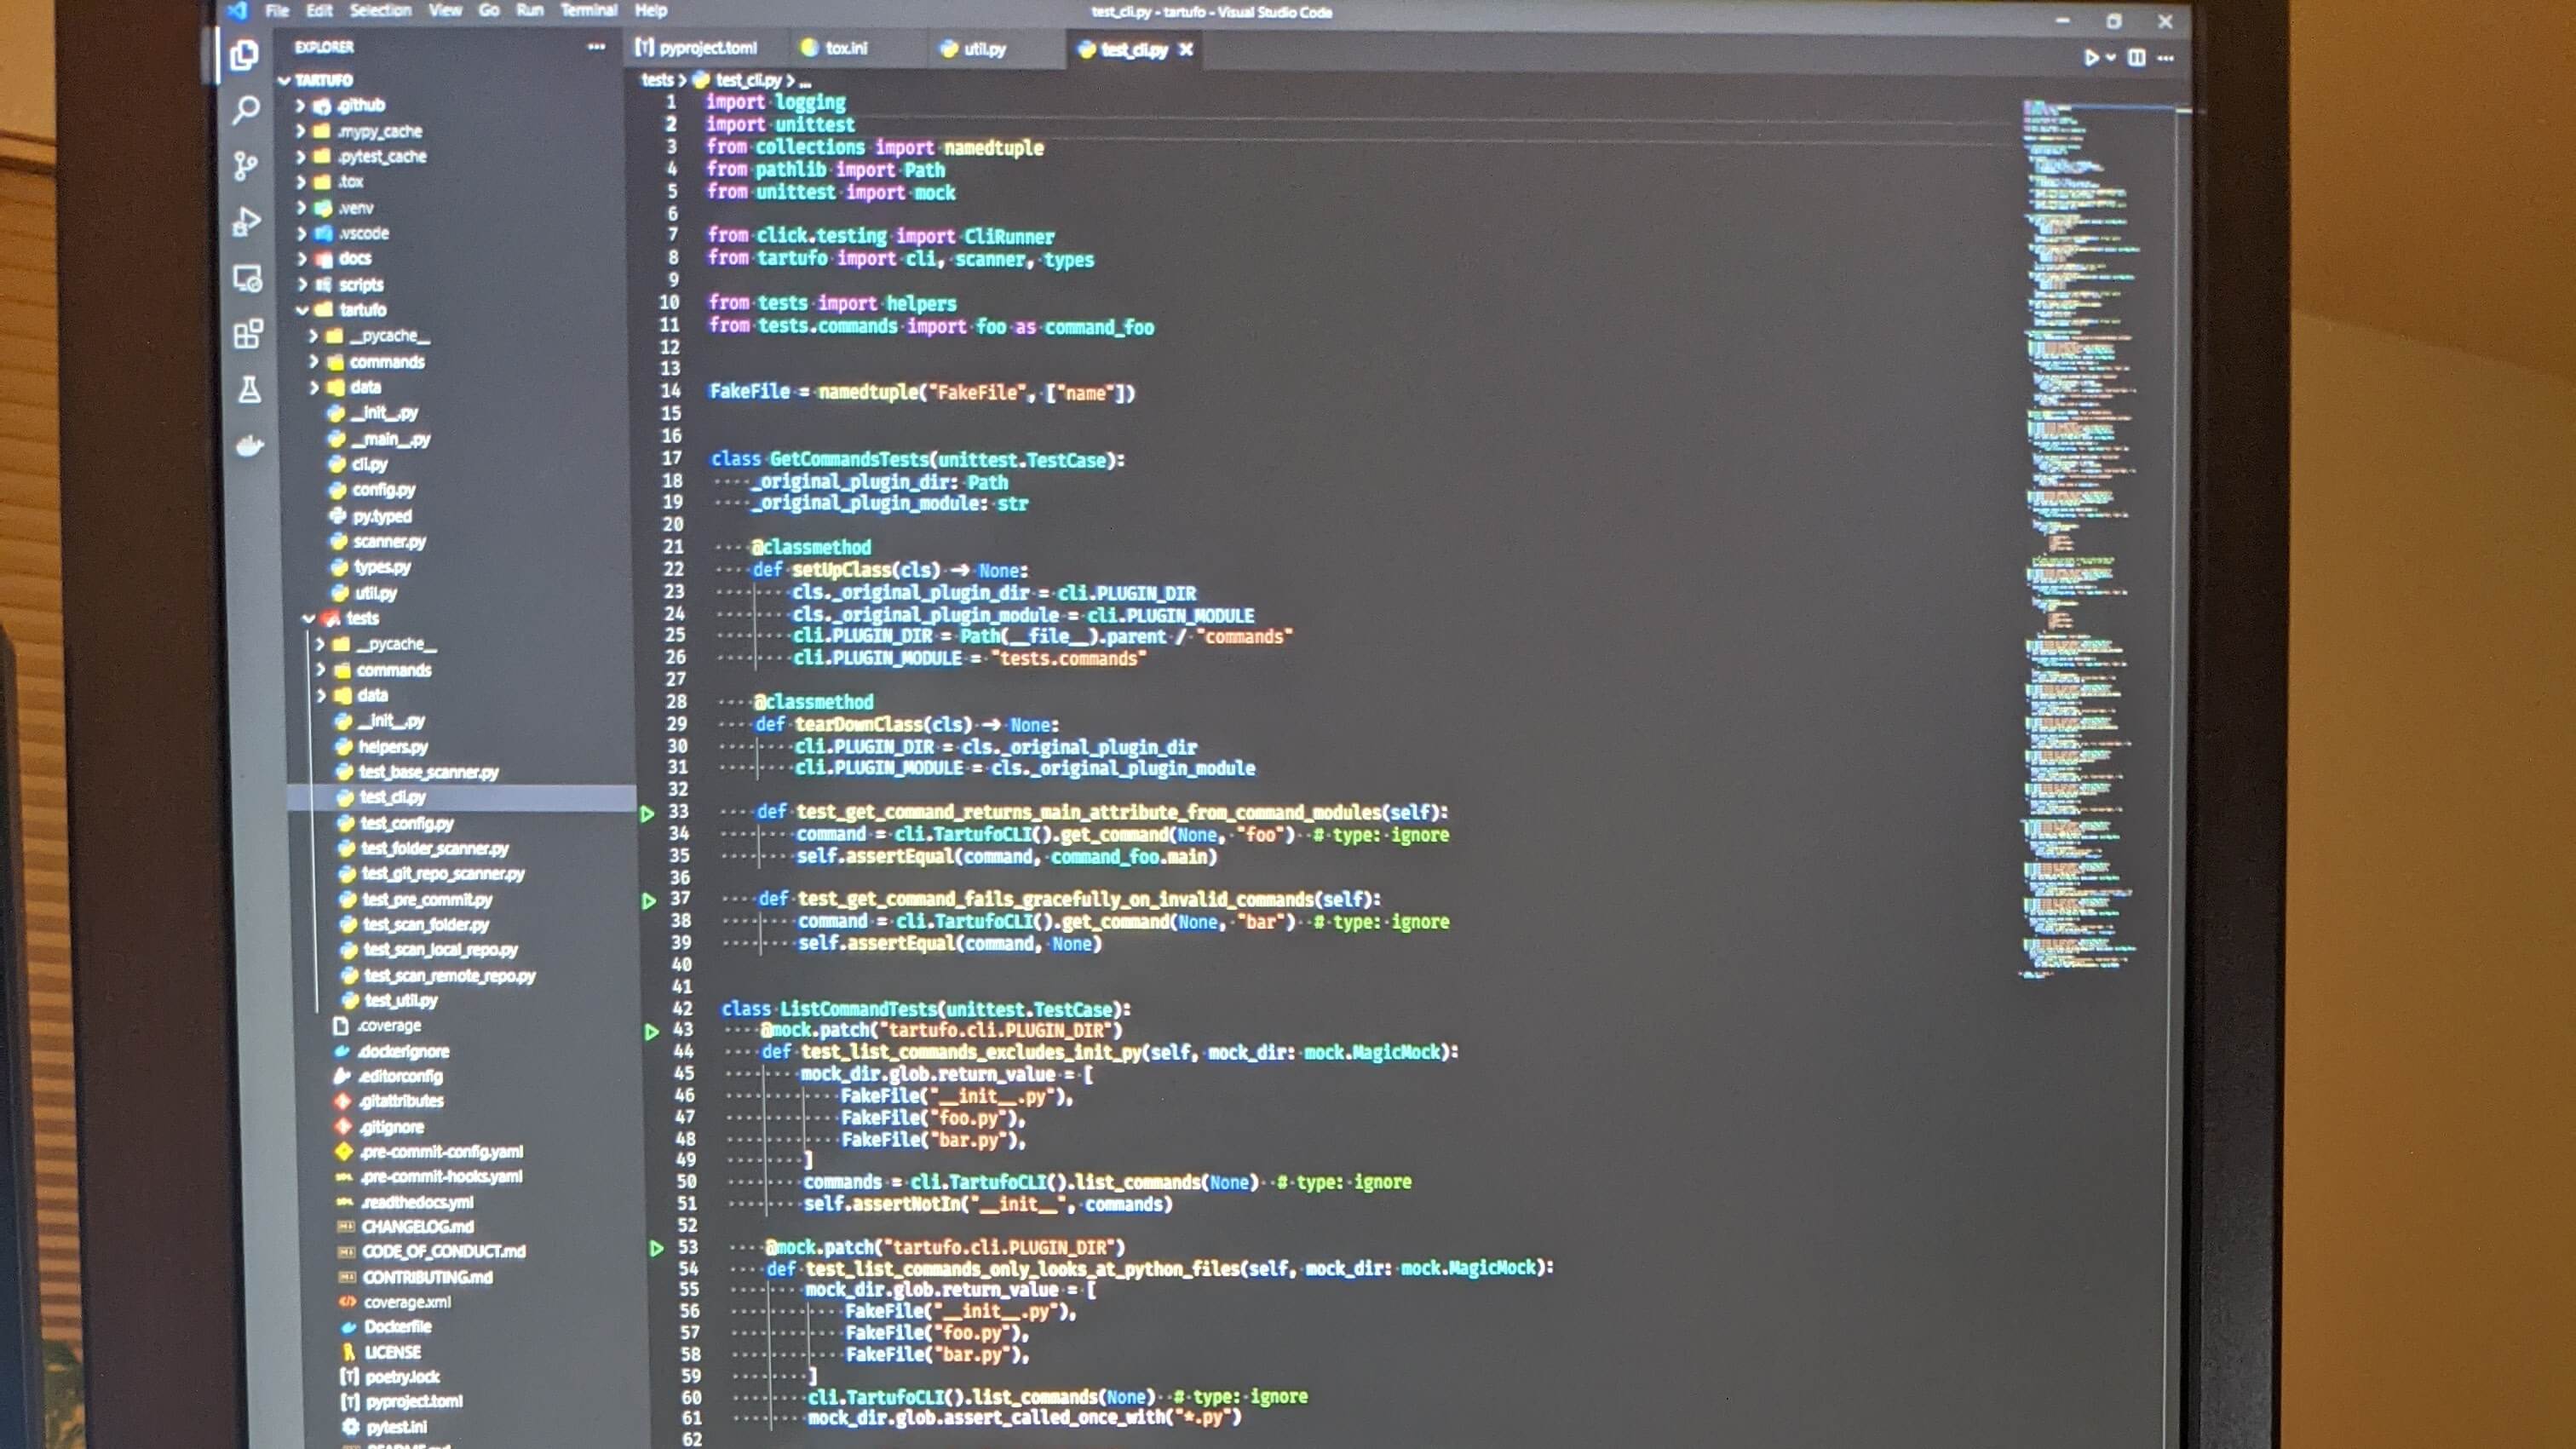 File Edit Selection View Go Run Terminal Help
test_cli.py - tartufo - Visual Studio Code
EXPLORER
TARTUFO
.github
.mypy_cache
.pytest_cache
.tox
.venv
.vscode
docs
scripts
tartufo
__pycache__
commands
data
__init__.py
__main__.py
cli.py
config.py
py.typed
scanner.py
types.py
util.py
tests
__pycache__
commands
data
__init__.py
helpers.py
test_base_scanner.py
test_cli.py
test_config.py
test_folder_scanner.py
test_git_repo_scanner.py
test_pre_commit.py
test_scan_folder.py
test_scan_local_repo.py
test_scan_remote_repo.py
test_util.py
.coverage
.dockerignore
.editorconfig
.gitattributes
.gitignore
.pre-commit-config.yaml
.pre-commit-hooks.yaml
.readthedocs.yml
CHANGELOG.md
CODE_OF_CONDUCT.md
CONTRIBUTING.md
coverage.xml
Dockerfile
LICENSE
poetry.lock
pyproject.toml
pytest.ini
pyproject.toml tox.ini util.py test_cli.py
tests > test_cli.py > ...
1 import logging
2 import unittest
3 from collections import namedtuple
4 from pathlib import Path
5 from unittest import mock
6
7 from click.testing import CliRunner
8 from tartufo import cli, scanner, types
9
10 from tests import helpers
11 from tests.commands import foo as command_foo
12
13
14 FakeFile = namedtuple("FakeFile", ["name"])
15
16
17 class GetCommandsTests(unittest.TestCase):
18     _original_plugin_dir: Path
19     _original_plugin_module: str
20
21     @classmethod
22     def setUpClass(cls) -> None:
23         cls._original_plugin_dir = cli.PLUGIN_DIR
24         cls._original_plugin_module = cli.PLUGIN_MODULE
25         cli.PLUGIN_DIR = Path(__file__).parent / "commands"
26         cli.PLUGIN_MODULE = "tests.commands"
27
28     @classmethod
29     def tearDownClass(cls) -> None:
30         cli.PLUGIN_DIR = cls._original_plugin_dir
31         cli.PLUGIN_MODULE = cls._original_plugin_module
32
33     def test_get_command_returns_main_attribute_from_command_modules(self):
34         command = cli.TartufoCLI().get_command(None, "foo")  # type: ignore
35         self.assertEqual(command, command_foo.main)
36
37     def test_get_command_fails_gracefully_on_invalid_commands(self):
38         command = cli.TartufoCLI().get_command(None, "bar")  # type: ignore
39         self.assertEqual(command, None)
40
41
42 class ListCommandTests(unittest.TestCase):
43     @mock.patch("tartufo.cli.PLUGIN_DIR")
44     def test_list_commands_excludes_init_py(self, mock_dir: mock.MagicMock):
45         mock_dir.glob.return_value = [
46             FakeFile("__init__.py"),
47             FakeFile("foo.py"),
48             FakeFile("bar.py"),
49         ]
50         commands = cli.TartufoCLI().list_commands(None)  # type: ignore
51         self.assertNotIn("__init__", commands)
52
53     @mock.patch("tartufo.cli.PLUGIN_DIR")
54     def test_list_commands_only_looks_at_python_files(self, mock_dir: mock.MagicMock):
55         mock_dir.glob.return_value = [
56             FakeFile("__init__.py"),
57             FakeFile("foo.py"),
58             FakeFile("bar.py"),
59         ]
60         cli.TartufoCLI().list_commands(None)  # type: ignore
61         mock_dir.glob.assert_called_once_with("*.py")
62